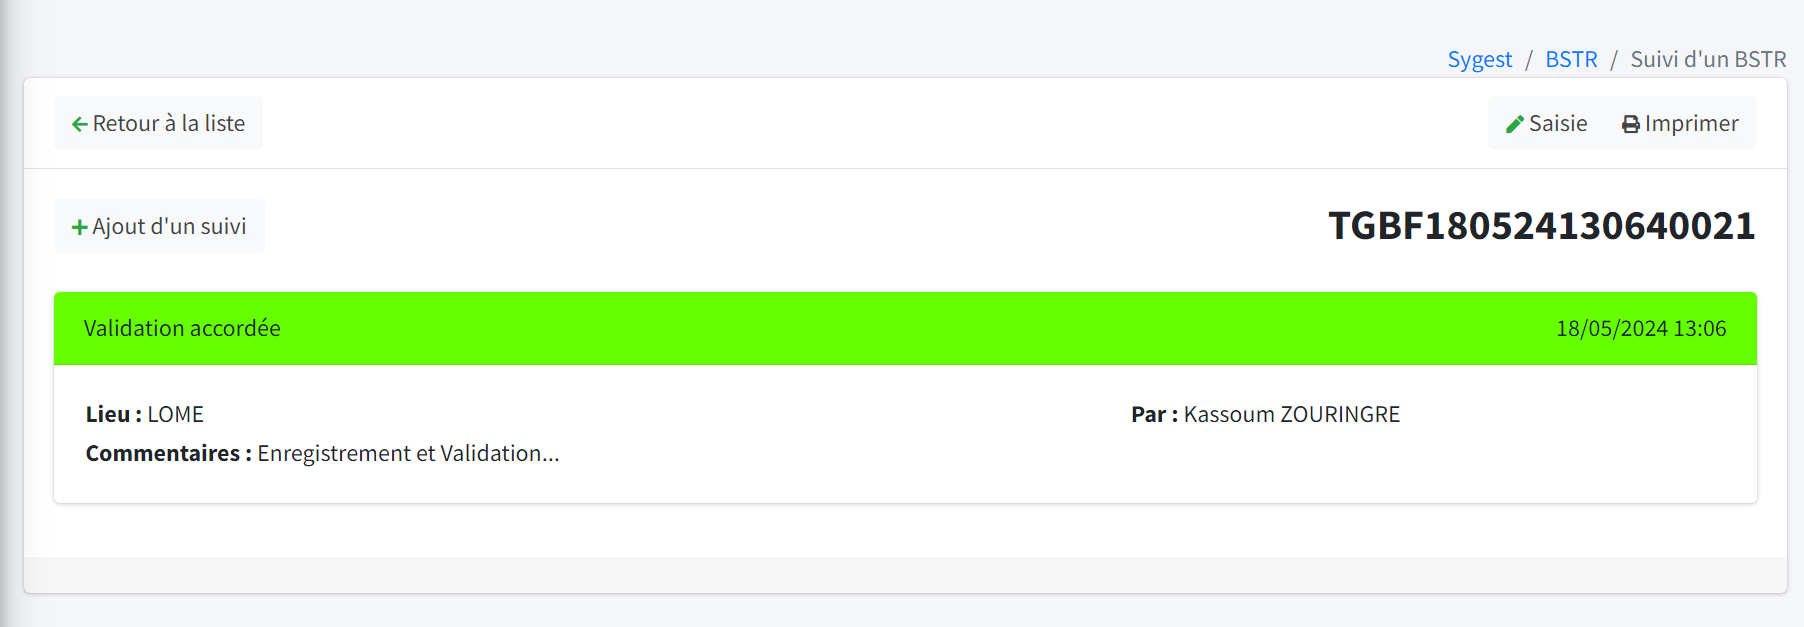 Sygest / BSTR / Suivi d'un BSTR
Retour à la liste
Saisie
Imprimer
Ajout d'un suivi
TGBF180524130640021
Validation accordée
18/05/2024 13:06
Lieu : LOME
Par : Kassoum ZOURINGRE
Commentaires : Enregistrement et Validation...